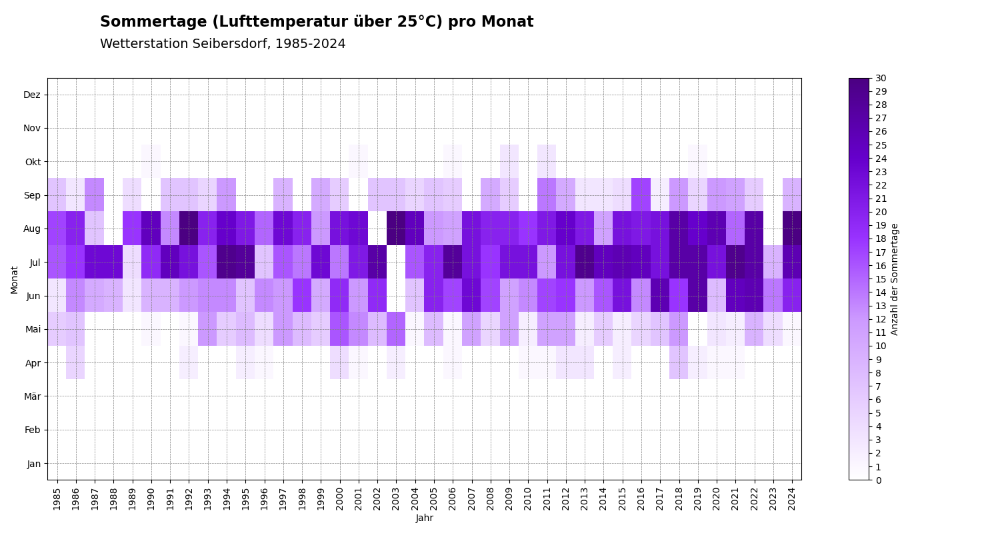 Sommertage (Lufttemperatur über 25°C) pro Monat
Wetterstation Seibersdorf, 1985-2024
Monat
Dez
Nov
Okt
Sep
Aug
Jul
Jun
Mai
Apr
Mär
Feb
Jan
1985 1986 1987 1988 1989 1990 1991 1992 1993 1994 1995 1996 1997 1998 1999 2000 2001 2002 2003 2004 2005 2006 2007 2008 2009 2010 2011 2012 2013 2014 2015 2016 2017 2018 2019 2020 2021 2022 2023 2024
Jahr
30
29
28
27
26
25
24
23
22
21
20
19
18
17
16
15
14
13
12
11
10
9
8
7
6
5
4
3
2
1
0
Anzahl der Sommertage